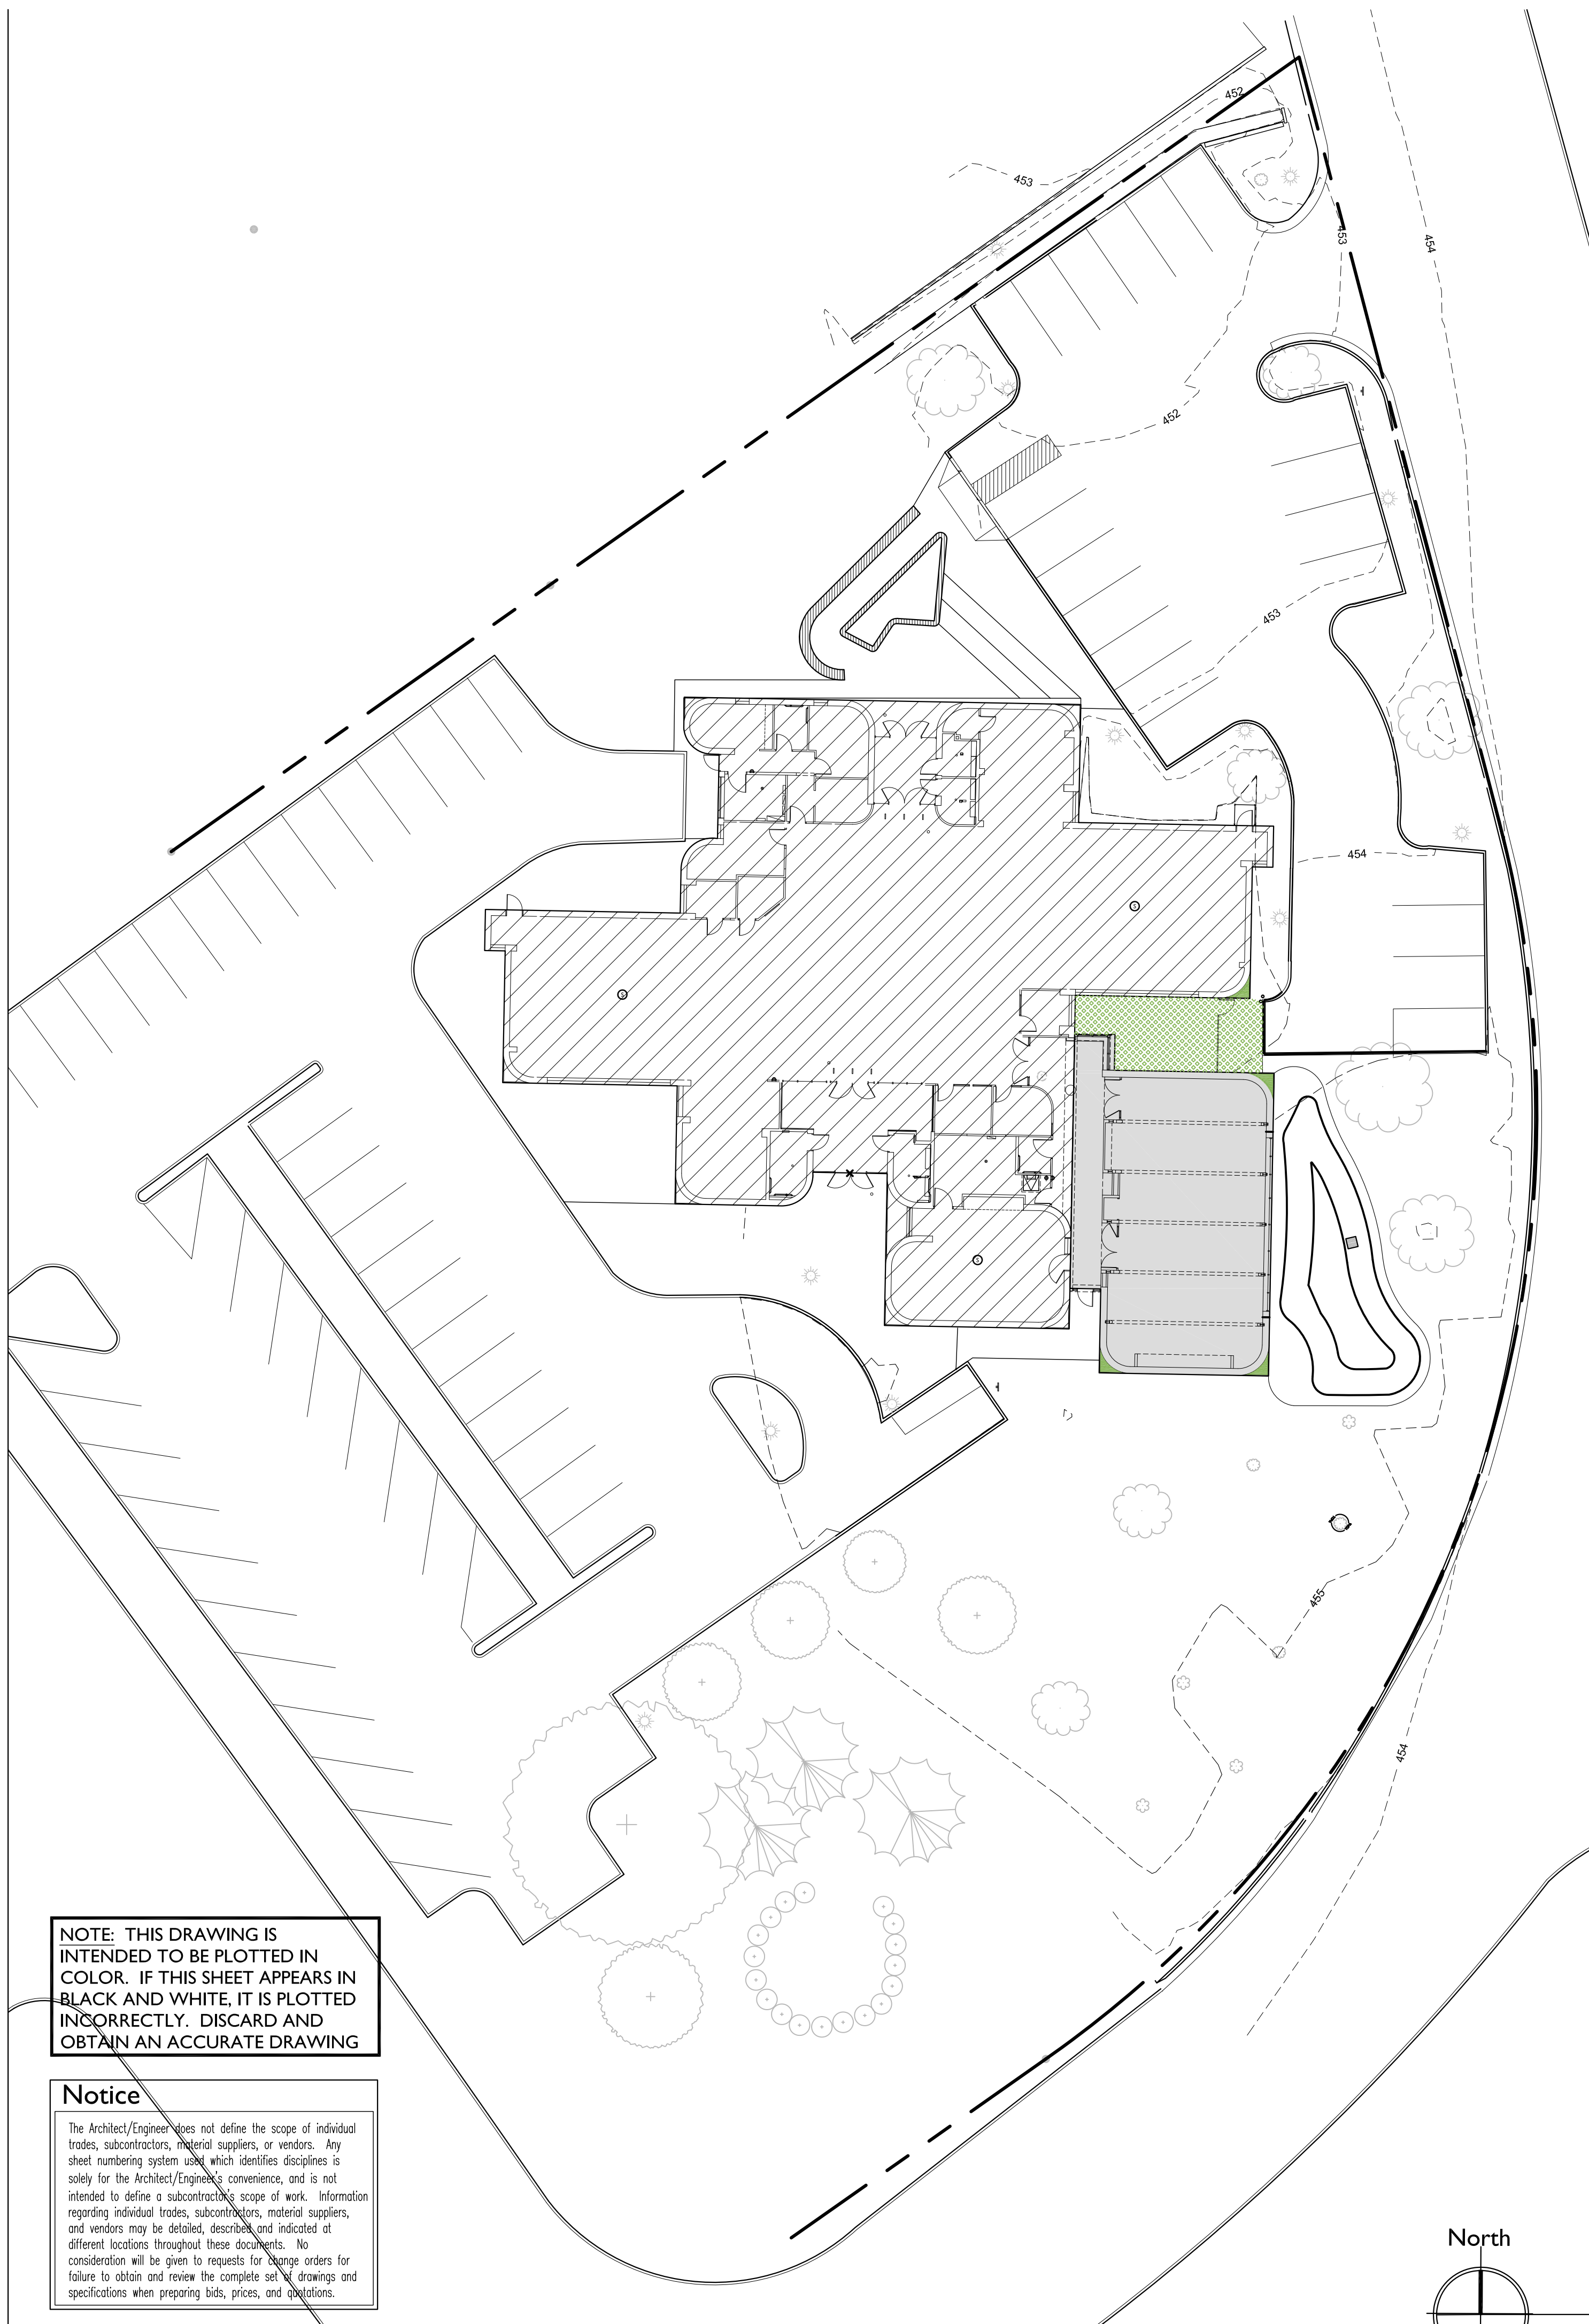 452
453
453
454
452
453
454
455
454
NOTE: THIS DRAWING IS
INTENDED TO BE PLOTTED IN
COLOR. IF THIS SHEET APPEARS IN
BLACK AND WHITE, IT IS PLOTTED
INCORRECTLY. DISCARD AND
OBTAIN AN ACCURATE DRAWING
Notice
The Architect/Engineer does not define the scope of individual
trades, subcontractors, material suppliers, or vendors. Any
sheet numbering system used which identifies disciplines is
solely for the Architect/Engineer's convenience, and is not
intended to define a subcontractor's scope of work. Information
regarding individual trades, subcontractors, material suppliers,
and vendors may be detailed, described and indicated at
different locations throughout these documents. No
consideration will be given to requests for change orders for
failure to obtain and review the complete set of drawings and
specifications when preparing bids, prices, and quotations.
North